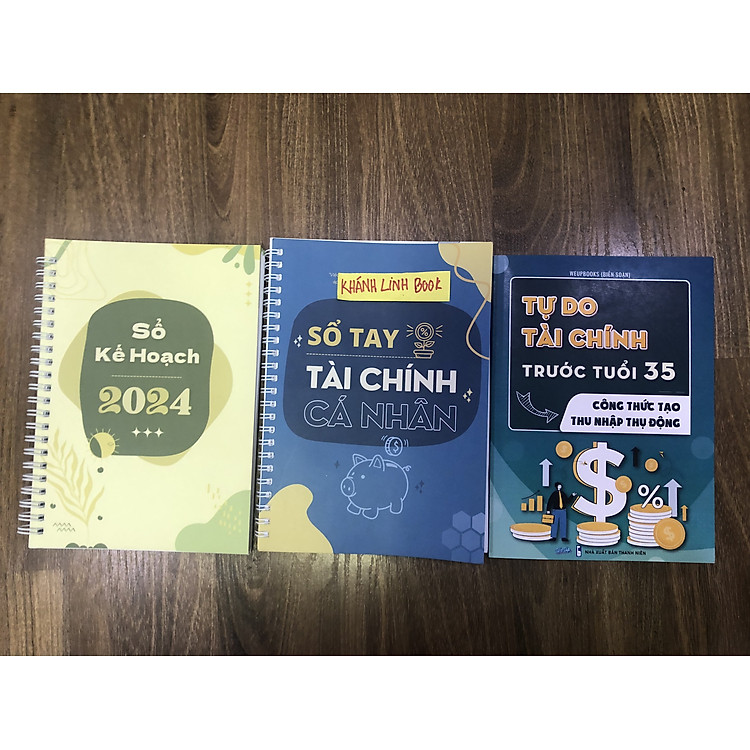 Sổ
Kế Hoạch
2024
KHÁNH LINH BOOK
SỔ TAY
TÀI CHÍNH
CÁ NHÂN
WEUPBOOKS (BIÊN SOẠN)
TỰ DO
TÀI CHÍNH
TRƯỚC TUỔI 35
CÔNG THỨC TẠO
THU NHẬP THỤ ĐỘNG
$
%
NHÀ XUẤT BẢN THANH NIÊN